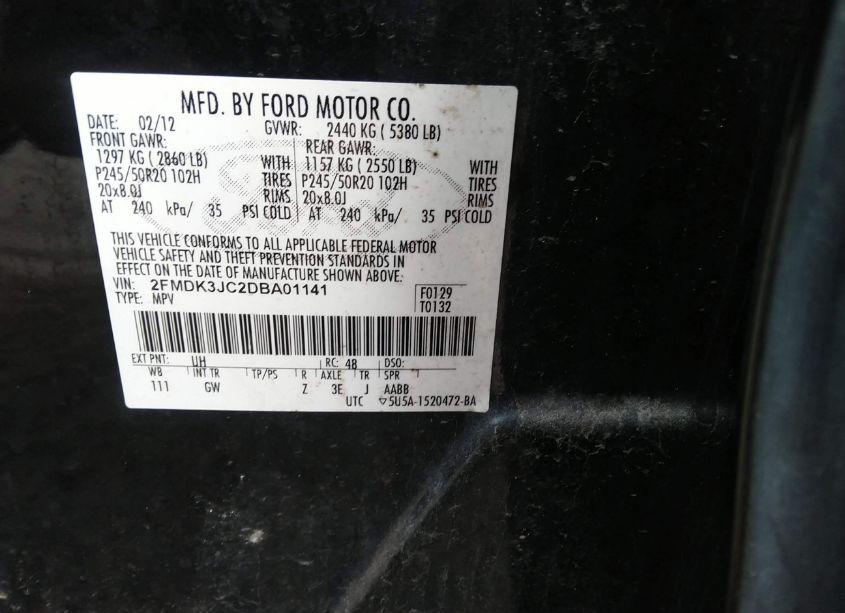 MFD. BY FORD MOTOR CO.
DATE: 02/12 GVWR: 2440 KG ( 5380 LB)
FRONT GAWR: REAR GAWR:
1297 KG ( 2860 LB) WITH 1157 KG ( 2550 LB) WITH
P245/50R20 102H TIRES P245/50R20 102H TIRES
20x8.0J RIMS 20x8.0J RIMS
AT 240 kPa/ 35 PSI COLD AT 240 kPa/ 35 PSI COLD
THIS VEHICLE CONFORMS TO ALL APPLICABLE FEDERAL MOTOR
VEHICLE SAFETY AND THEFT PREVENTION STANDARDS IN
EFFECT ON THE DATE OF MANUFACTURE SHOWN ABOVE.
VIN: 2FMDK3JC2DBA01141 F0129
TYPE: MPV T0132
EXT PNT: UH RC: 48 DSO:
WB INT TR TP/PS R AXLE TR SPR
111 GW Z 3E J AABB
UTC ▽5U5A-1520472-BA